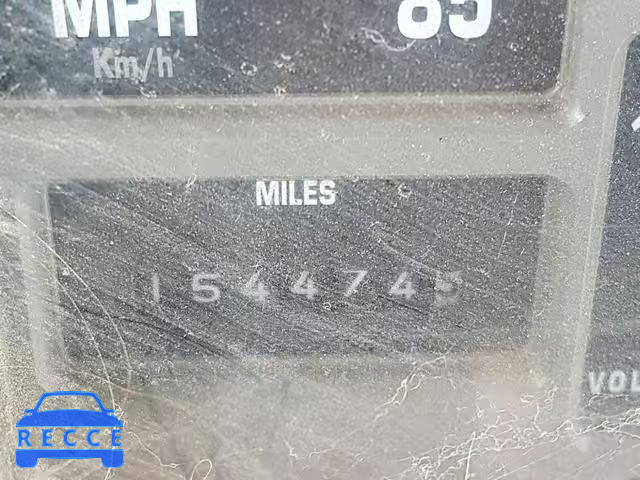 MPH 85
Km/h
MILES
154474
VOL
RECCE